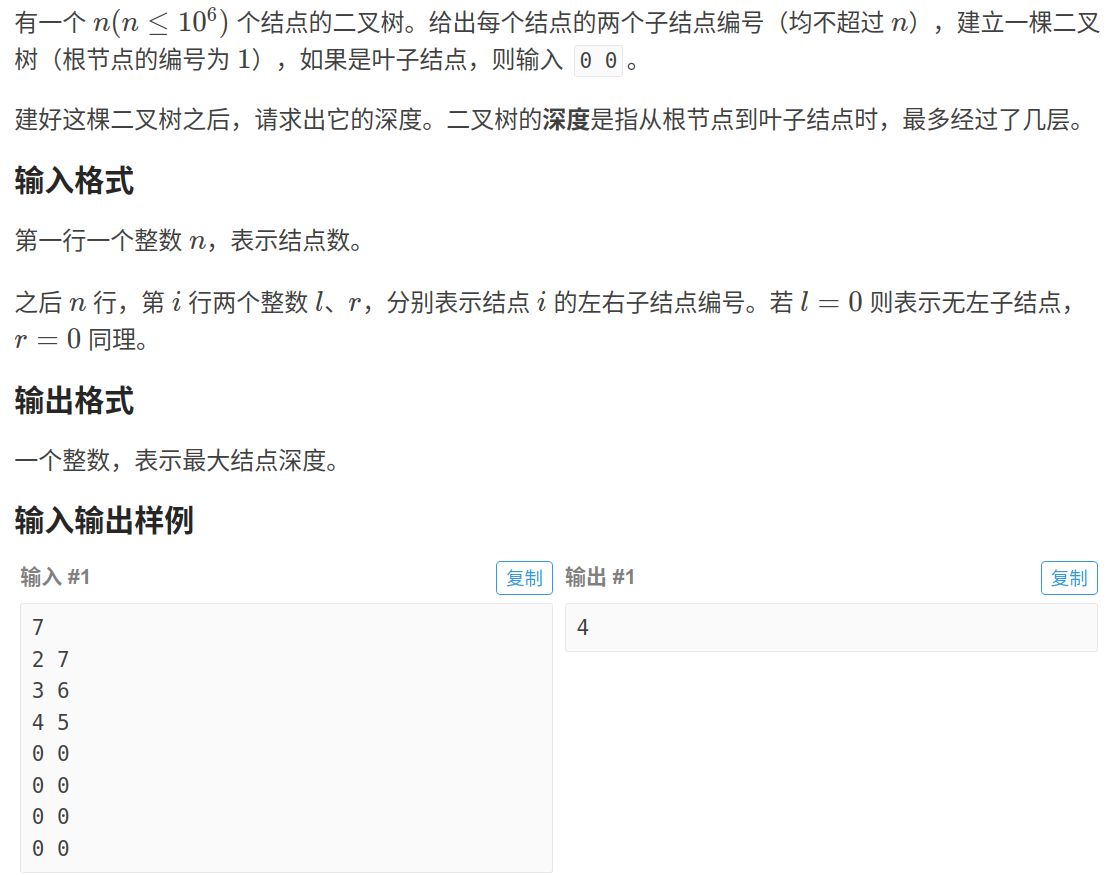 有一个 n(n ≤ 10⁶) 个结点的二叉树。给出每个结点的两个子结点编号（均不超过 n），建立一棵二叉
树（根节点的编号为 1），如果是叶子结点，则输入 0 0 。
建好这棵二叉树之后，请求出它的深度。二叉树的深度是指从根节点到叶子结点时，最多经过了几层。
输入格式
第一行一个整数 n，表示结点数。
之后 n 行，第 i 行两个整数 l、r，分别表示结点 i 的左右子结点编号。若 l = 0 则表示无左子结点，
r = 0 同理。
输出格式
一个整数，表示最大结点深度。
输入输出样例
输入 #1 复制 输出 #1 复制
7
2 7
3 6
4 5
0 0
0 0
0 0
0 0
4